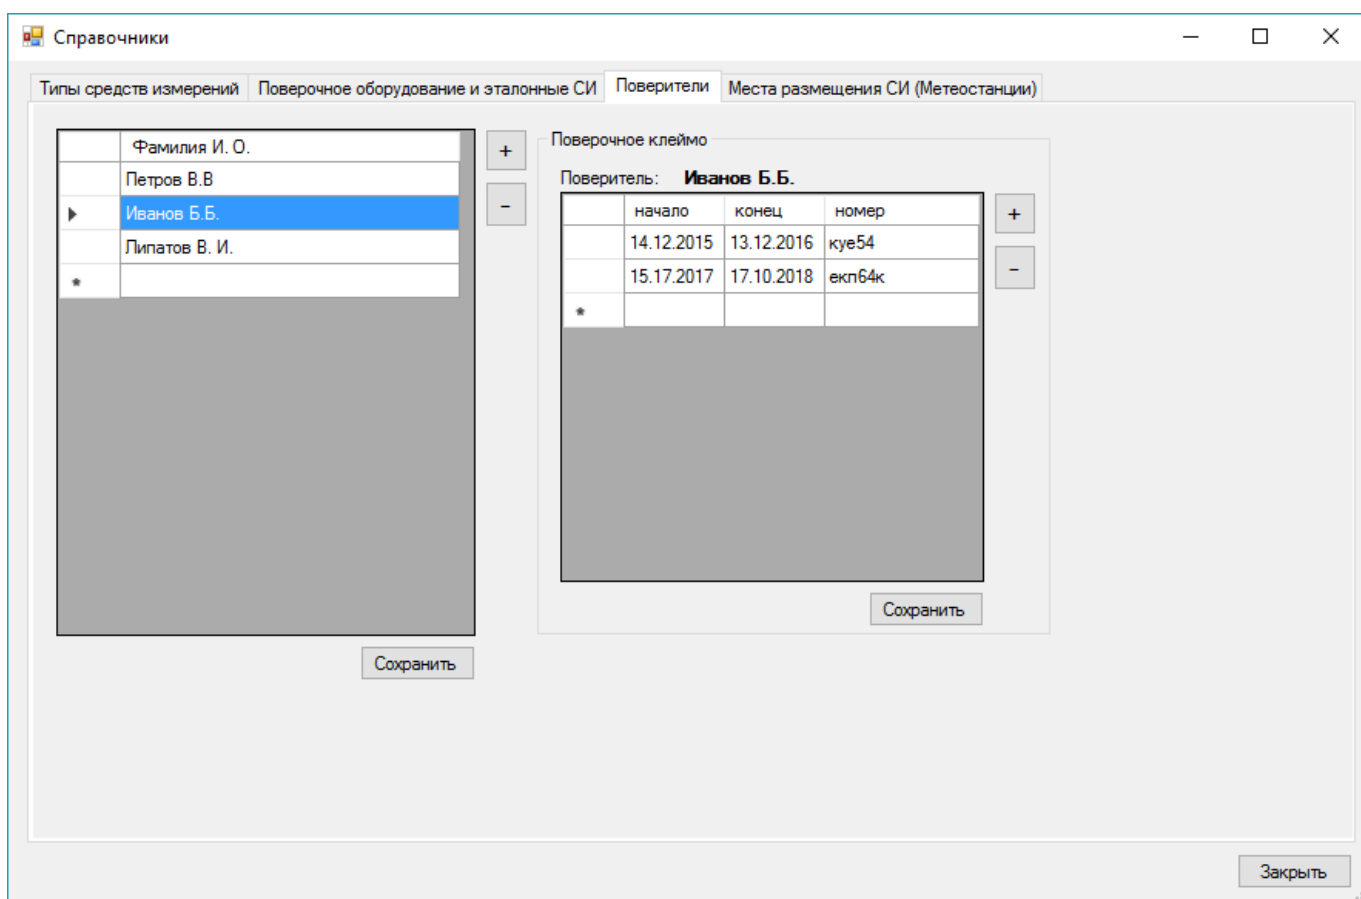 Справочники
Типы средств измерений Поверочное оборудование и эталонные СИ Поверители Места размещения СИ (Метеостанции)
Фамилия И. О.
Петров В.В
Иванов Б.Б.
Липатов В. И.
*
+
-
Сохранить
Поверочное клеймо
Поверитель: Иванов Б.Б.
начало конец номер
14.12.2015 13.12.2016 куе54
15.17.2017 17.10.2018 екп64к
*
+
-
Сохранить
Закрыть